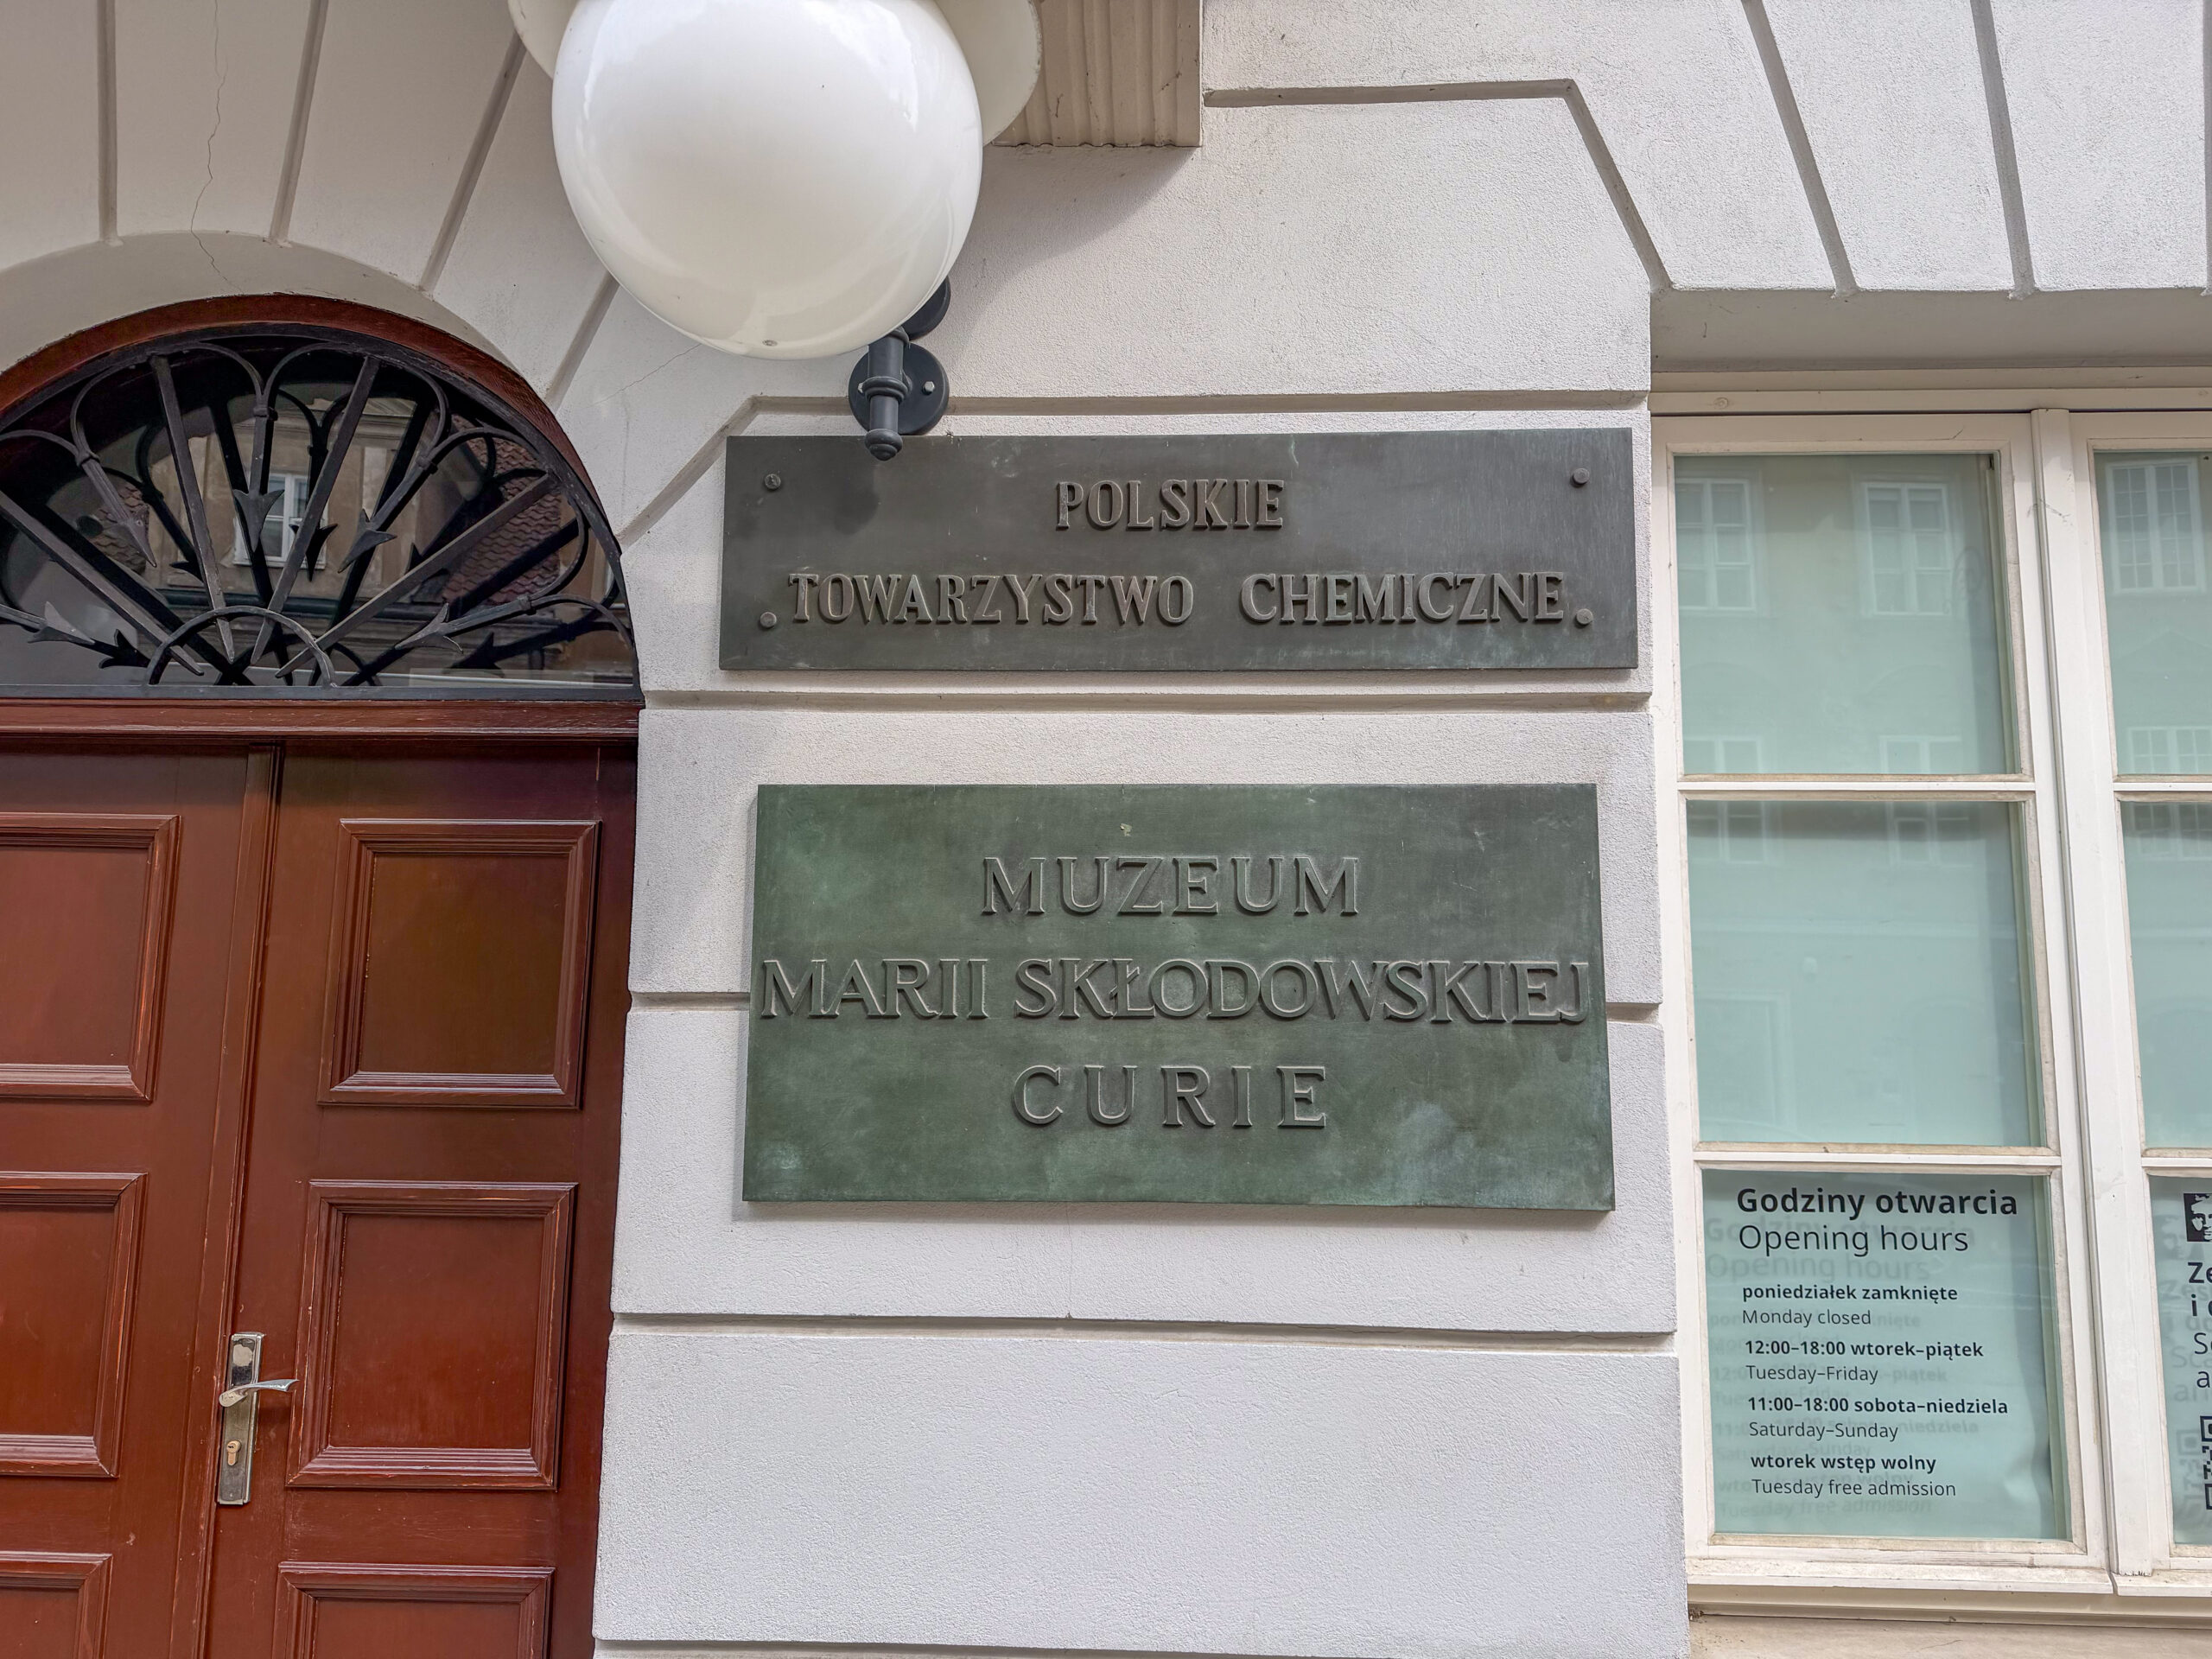 POLSKIE
TOWARZYSTWO CHEMICZNE
MUZEUM
MARII SKŁODOWSKIEJ
CURIE
Godziny otwarcia
Opening hours
poniedziałek zamknięte
Monday closed
12:00–18:00 wtorek–piątek
Tuesday–Friday
11:00–18:00 sobota–niedziela
Saturday–Sunday
wtorek wstęp wolny
Tuesday free admission